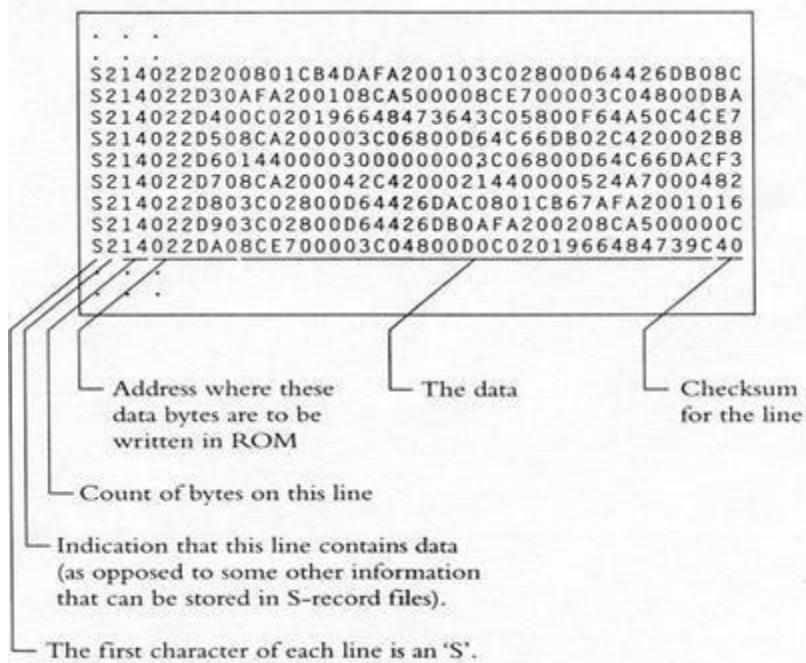 . . .
. . .
S214022D200801CB4DAFA200103C02800D64426DB08C
S214022D30AFA200108CA500008CE700003C04800DBA
S214022D400C020196648473643C05800F64A50C4CE7
S214022D508CA200003C06800D64C66DB02C420002B8
S214022D6014400003000000003C06800D64C66DACF3
S214022D708CA200042C4200021440000524A7000482
S214022D803C02800D64426DAC0801CB67AFA2001016
S214022D903C02800D64426DB0AFA200208CA500000C
S214022DA08CE700003C04800D0C0201966484739C40
. . .
. . .
Address where these
data bytes are to be
written in ROM
The data
Checksum
for the line
Count of bytes on this line
Indication that this line contains data
(as opposed to some other information
that can be stored in S-record files).
The first character of each line is an ‘S’.